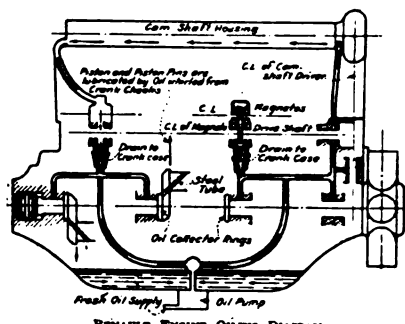 Cam Shaft Housing
Piston and Piston Pins are
lubricated by Oil
from
Crank Cheeks
C.L. of Cam
shaft Driver
C.L. Magnetos
C.L. of Magneto Drive Shaft
Drain to
Crank case
Drain to
Crank Case
Steel
Tube
Oil Collector Rings
Fresh Oil Supply
Oil Pump
Engine